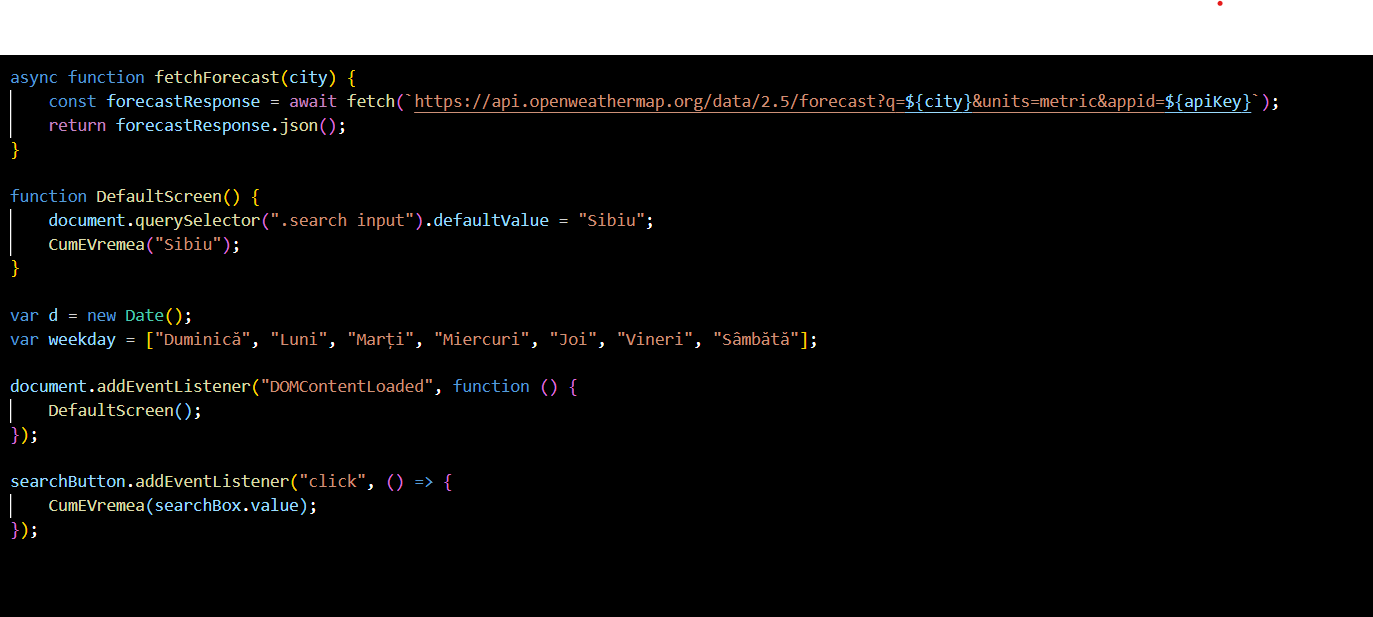 async function fetchForecast(city) {
const forecastResponse = await fetch(`https://api.openweathermap.org/data/2.5/forecast?q=${city}&units=metric&appid=${apiKey}`);
return forecastResponse.json();
}
function DefaultScreen() {
document.querySelector(".search input").defaultValue = "Sibiu";
CumEVremea("Sibiu");
}
var d = new Date();
var weekday = ["Duminică", "Luni", "Marți", "Miercuri", "Joi", "Vineri", "Sâmbătă"];
document.addEventListener("DOMContentLoaded", function () {
DefaultScreen();
});
searchButton.addEventListener("click", () => {
CumEVremea(searchBox.value);
});